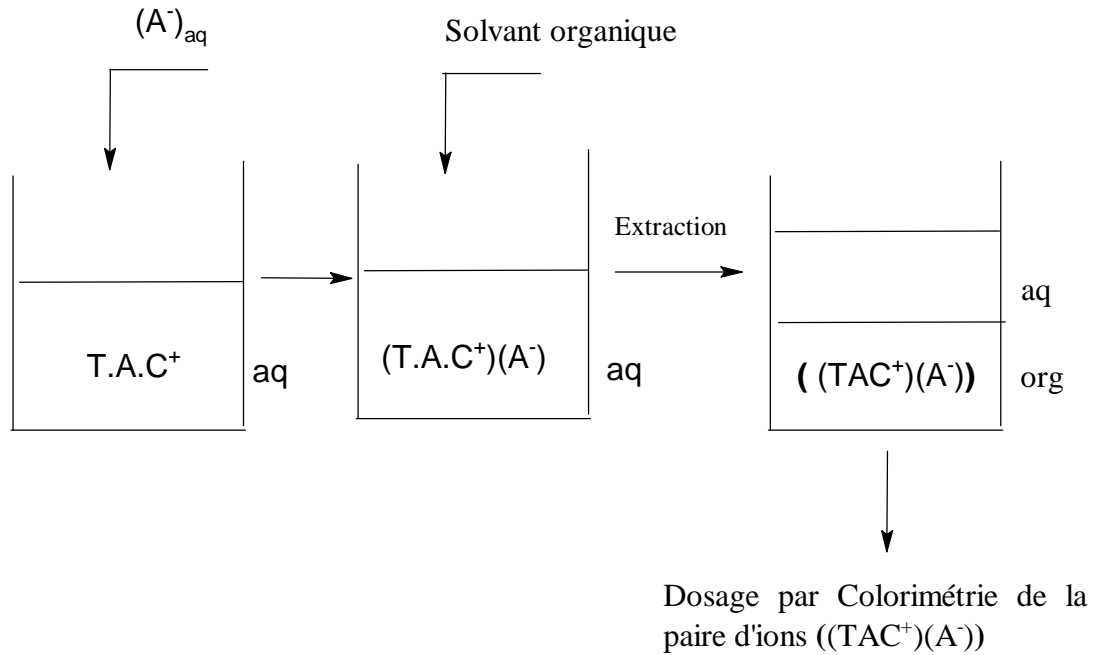 (A⁻)aq
Solvant organique
T.A.C⁺
aq
(T.A.C⁺)(A⁻)
aq
Extraction
aq
( (TAC⁺)(A⁻))
org
Dosage par Colorimétrie de la
paire d'ions ((TAC⁺)(A⁻))